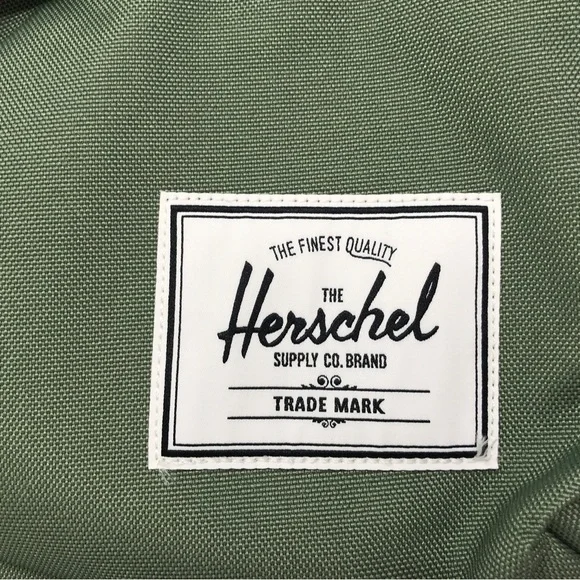 THE FINEST QUALITY
THE
Herschel
SUPPLY CO. BRAND
TRADE MARK